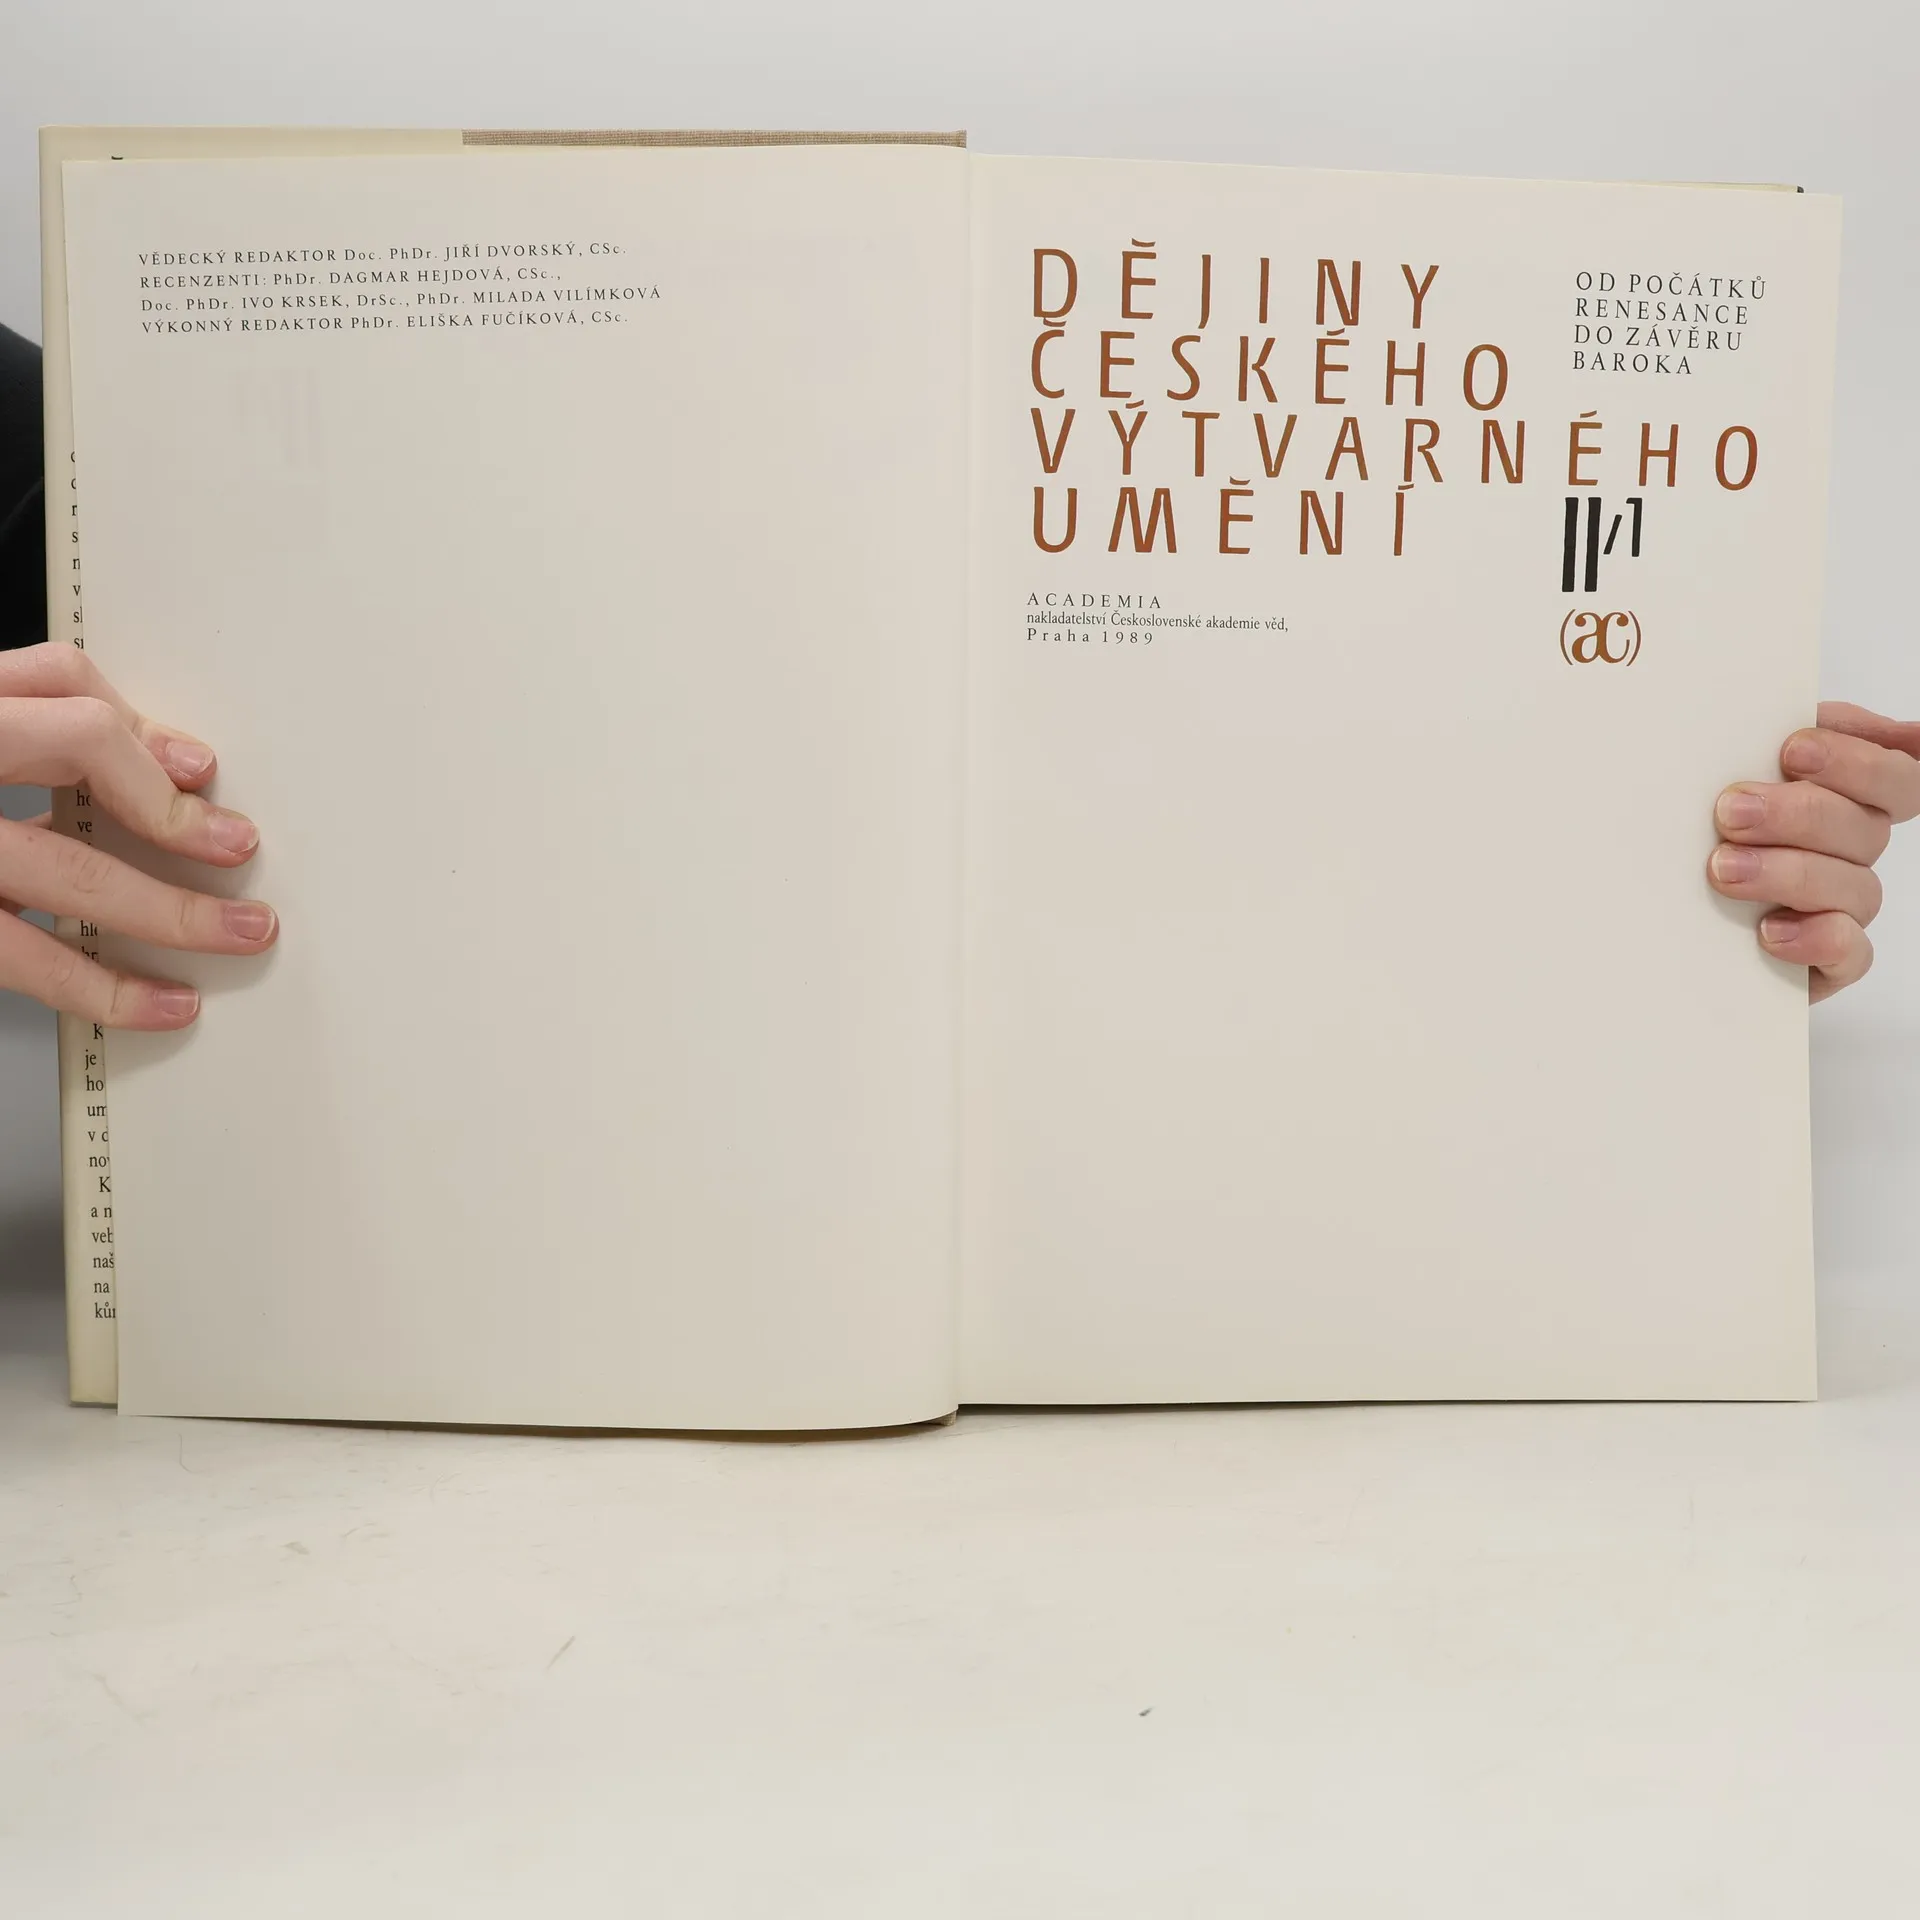 VĚDECKÝ REDAKTOR Doc. PhDr. JIŘÍ DVORSKÝ, CSc.
RECENZENTI: PhDr. DAGMAR HEJDOVÁ, CSc.,
Doc. PhDr. IVO KRSEK, DrSc., PhDr. MILADA VILÍMKOVÁ
VÝKONNÝ REDAKTOR PhDr. ELIŠKA FUČÍKOVÁ, CSc.
DĚJINY
ČESKÉHO
VÝTVARNÉHO
UMĚNÍ
OD POČÁTKŮ
RENESANCE
DO ZÁVĚRU
BAROKA
II/1
(ac)
ACADEMIA
nakladatelství Československé akademie věd,
Praha 1989